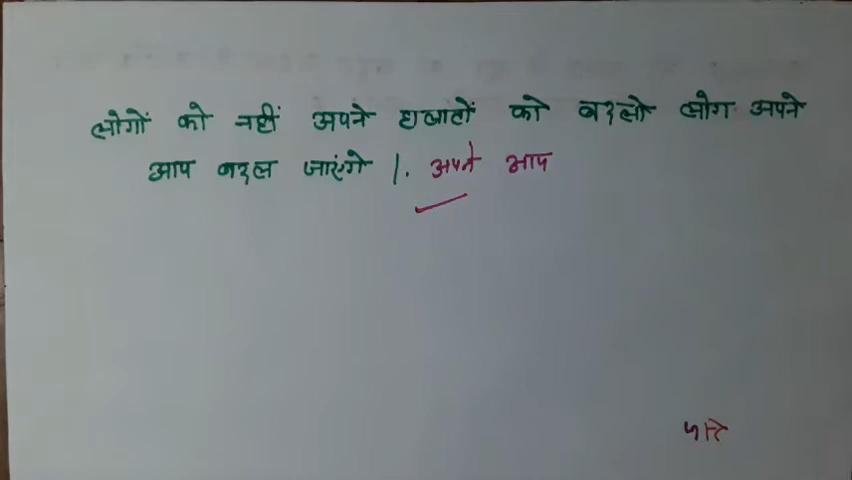 लोगों को नहीं अपने को बदलो लोग अपने
आप बदल जाएंगे |. अपने आप